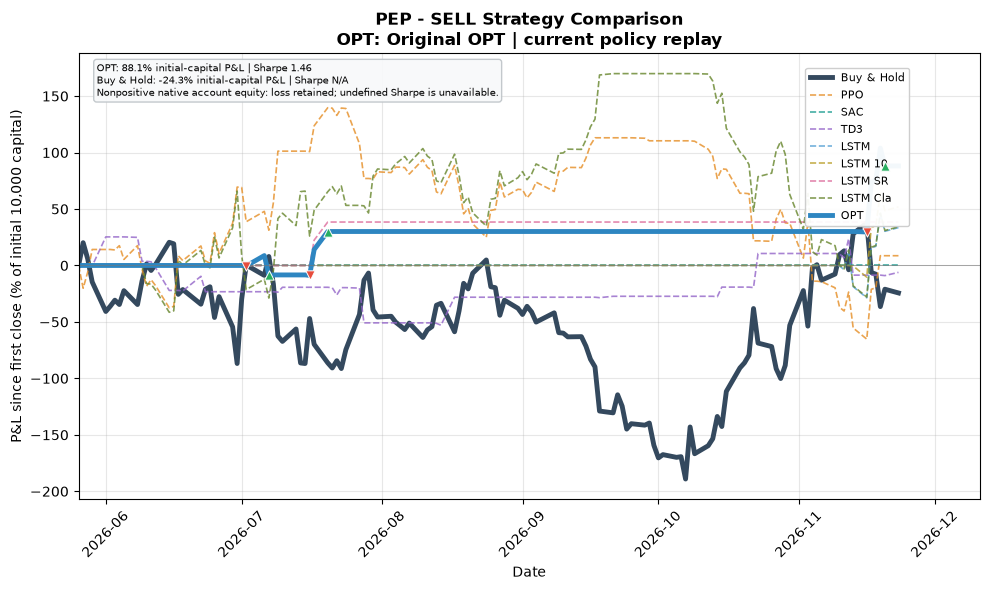 PEP - SELL Strategy Comparison
OPT: Original OPT | current policy replay
OPT: 88.1% initial-capital P&L | Sharpe 1.46
Buy & Hold: -24.3% initial-capital P&L | Sharpe N/A
Nonpositive native account equity: loss retained; undefined Sharpe is unavailable.
Buy & Hold
PPO
SAC
TD3
LSTM
LSTM 10
LSTM SR
LSTM Cla
OPT
P&L since first close (% of initial 10,000 capital)
150
100
50
0
−50
−100
−150
−200
2026-06
2026-07
2026-08
2026-09
2026-10
2026-11
2026-12
Date